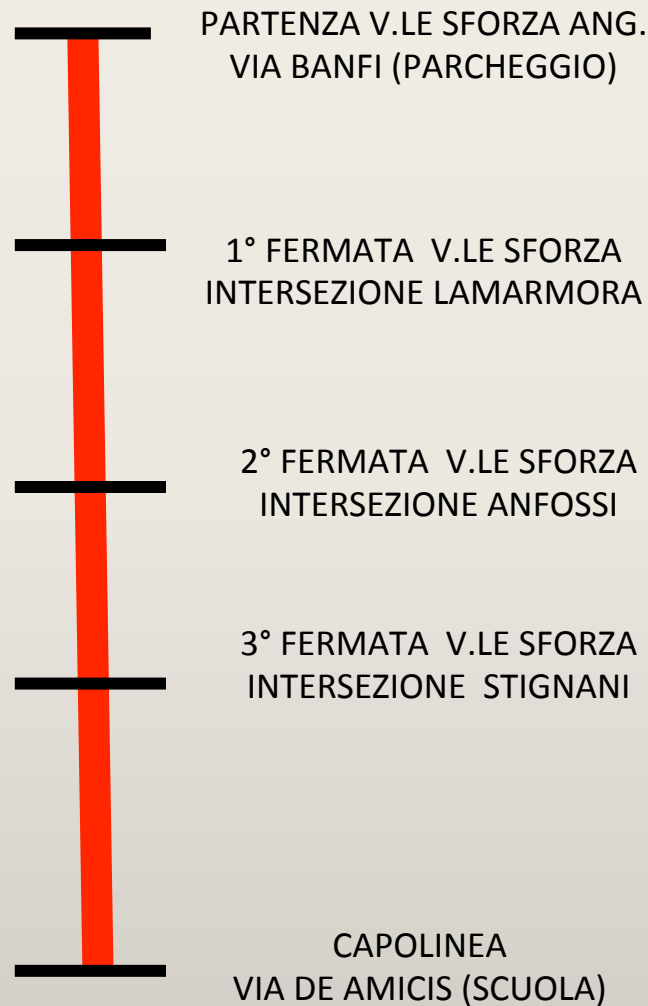 PARTENZA V.LE SFORZA ANG.
VIA BANFI (PARCHEGGIO)
1° FERMATA V.LE SFORZA
INTERSEZIONE LAMARMORA
2° FERMATA V.LE SFORZA
INTERSEZIONE ANFOSSI
3° FERMATA V.LE SFORZA
INTERSEZIONE STIGNANI
CAPOLINEA
VIA DE AMICIS (SCUOLA)